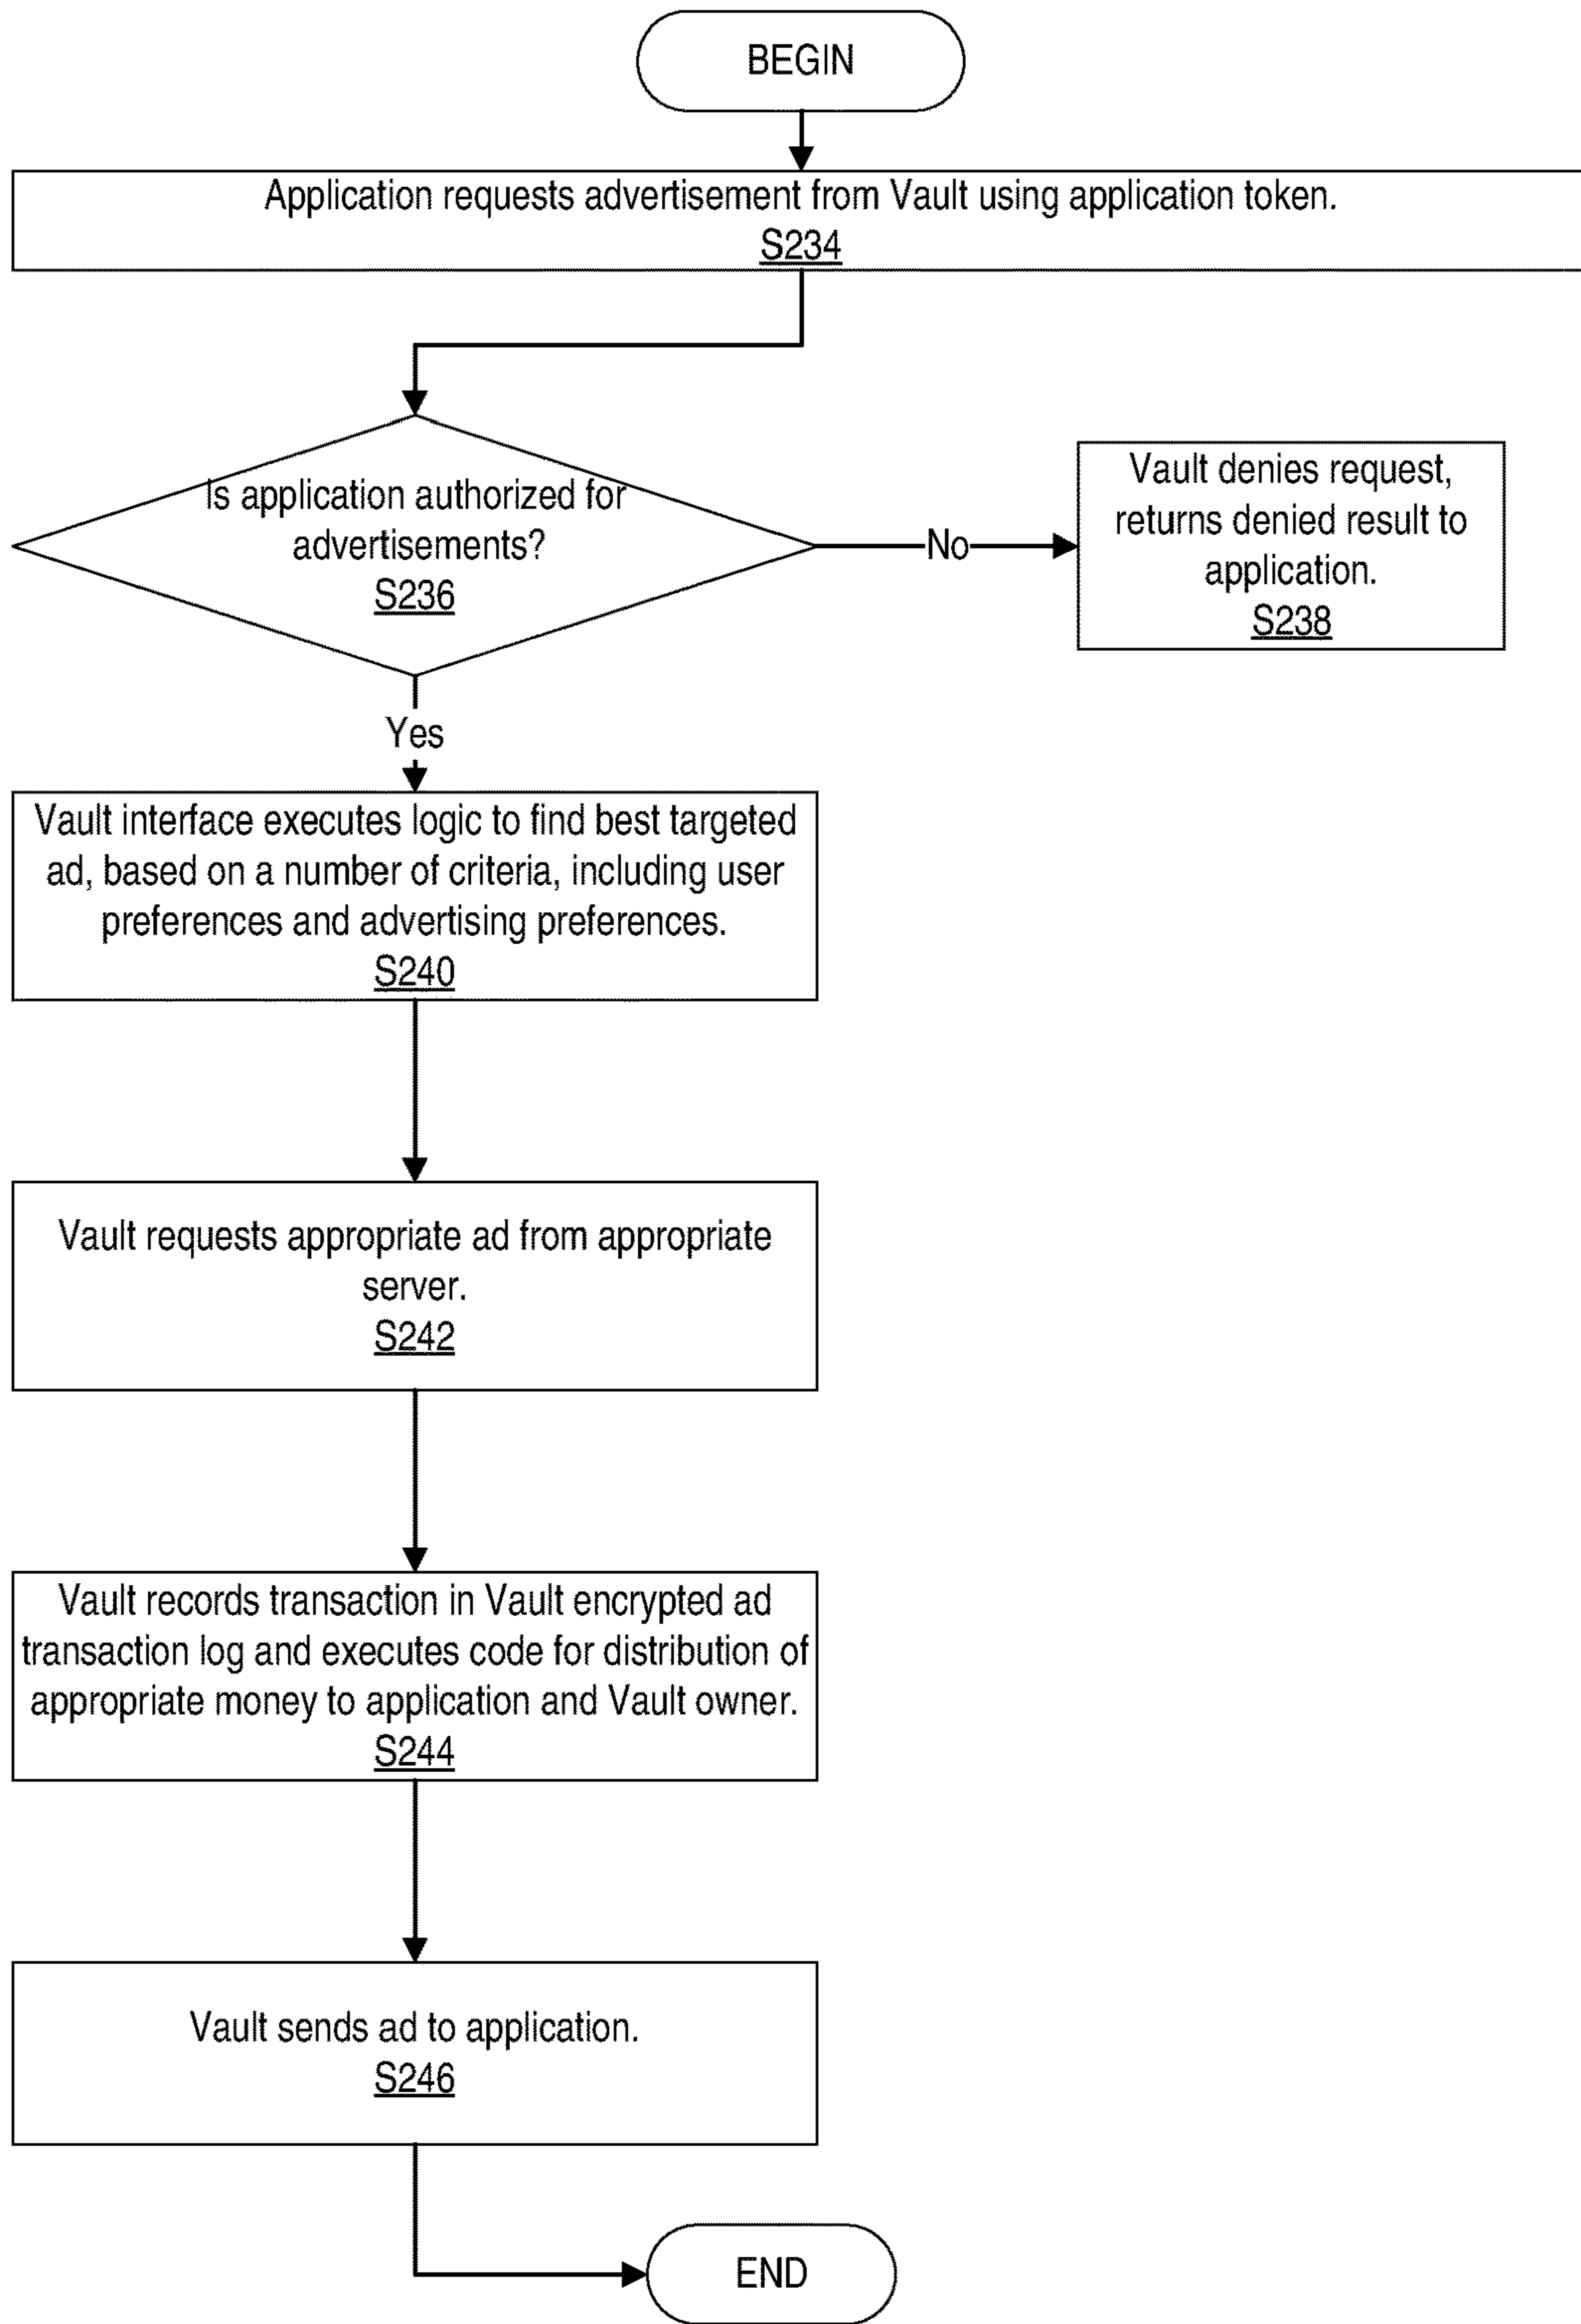 BEGIN
Application requests advertisement from Vault using application token.
S234
Is application authorized for
advertisements?
S236
No
Vault denies request,
returns denied result to
application.
S238
Yes
Vault interface executes logic to find best targeted
ad, based on a number of criteria, including user
preferences and advertising preferences.
S240
Vault requests appropriate ad from appropriate
server.
S242
Vault records transaction in Vault encrypted ad
transaction log and executes code for distribution of
appropriate money to application and Vault owner.
S244
Vault sends ad to application.
S246
END